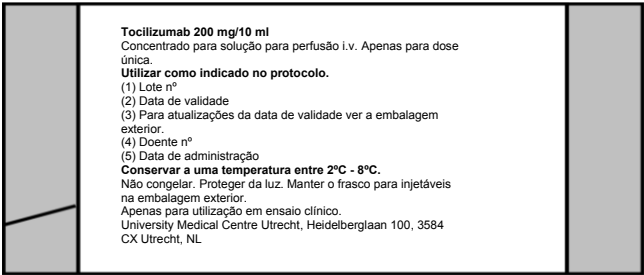 Tocilizumab 200 mg/10 ml
Concentrado para solução para perfusão i.v. Apenas para dose
única.
Utilizar como indicado no protocolo.
(1) Lote nº
(2) Data de validade
(3) Para atualizações da data de validade ver a embalagem
exterior.
(4) Doente nº
(5) Data de administração
Conservar a uma temperatura entre 2ºC - 8ºC.
Não congelar. Proteger da luz. Manter o frasco para injetáveis
na embalagem exterior.
Apenas para utilização em ensaio clínico.
University Medical Centre Utrecht, Heidelberglaan 100, 3584
CX Utrecht, NL